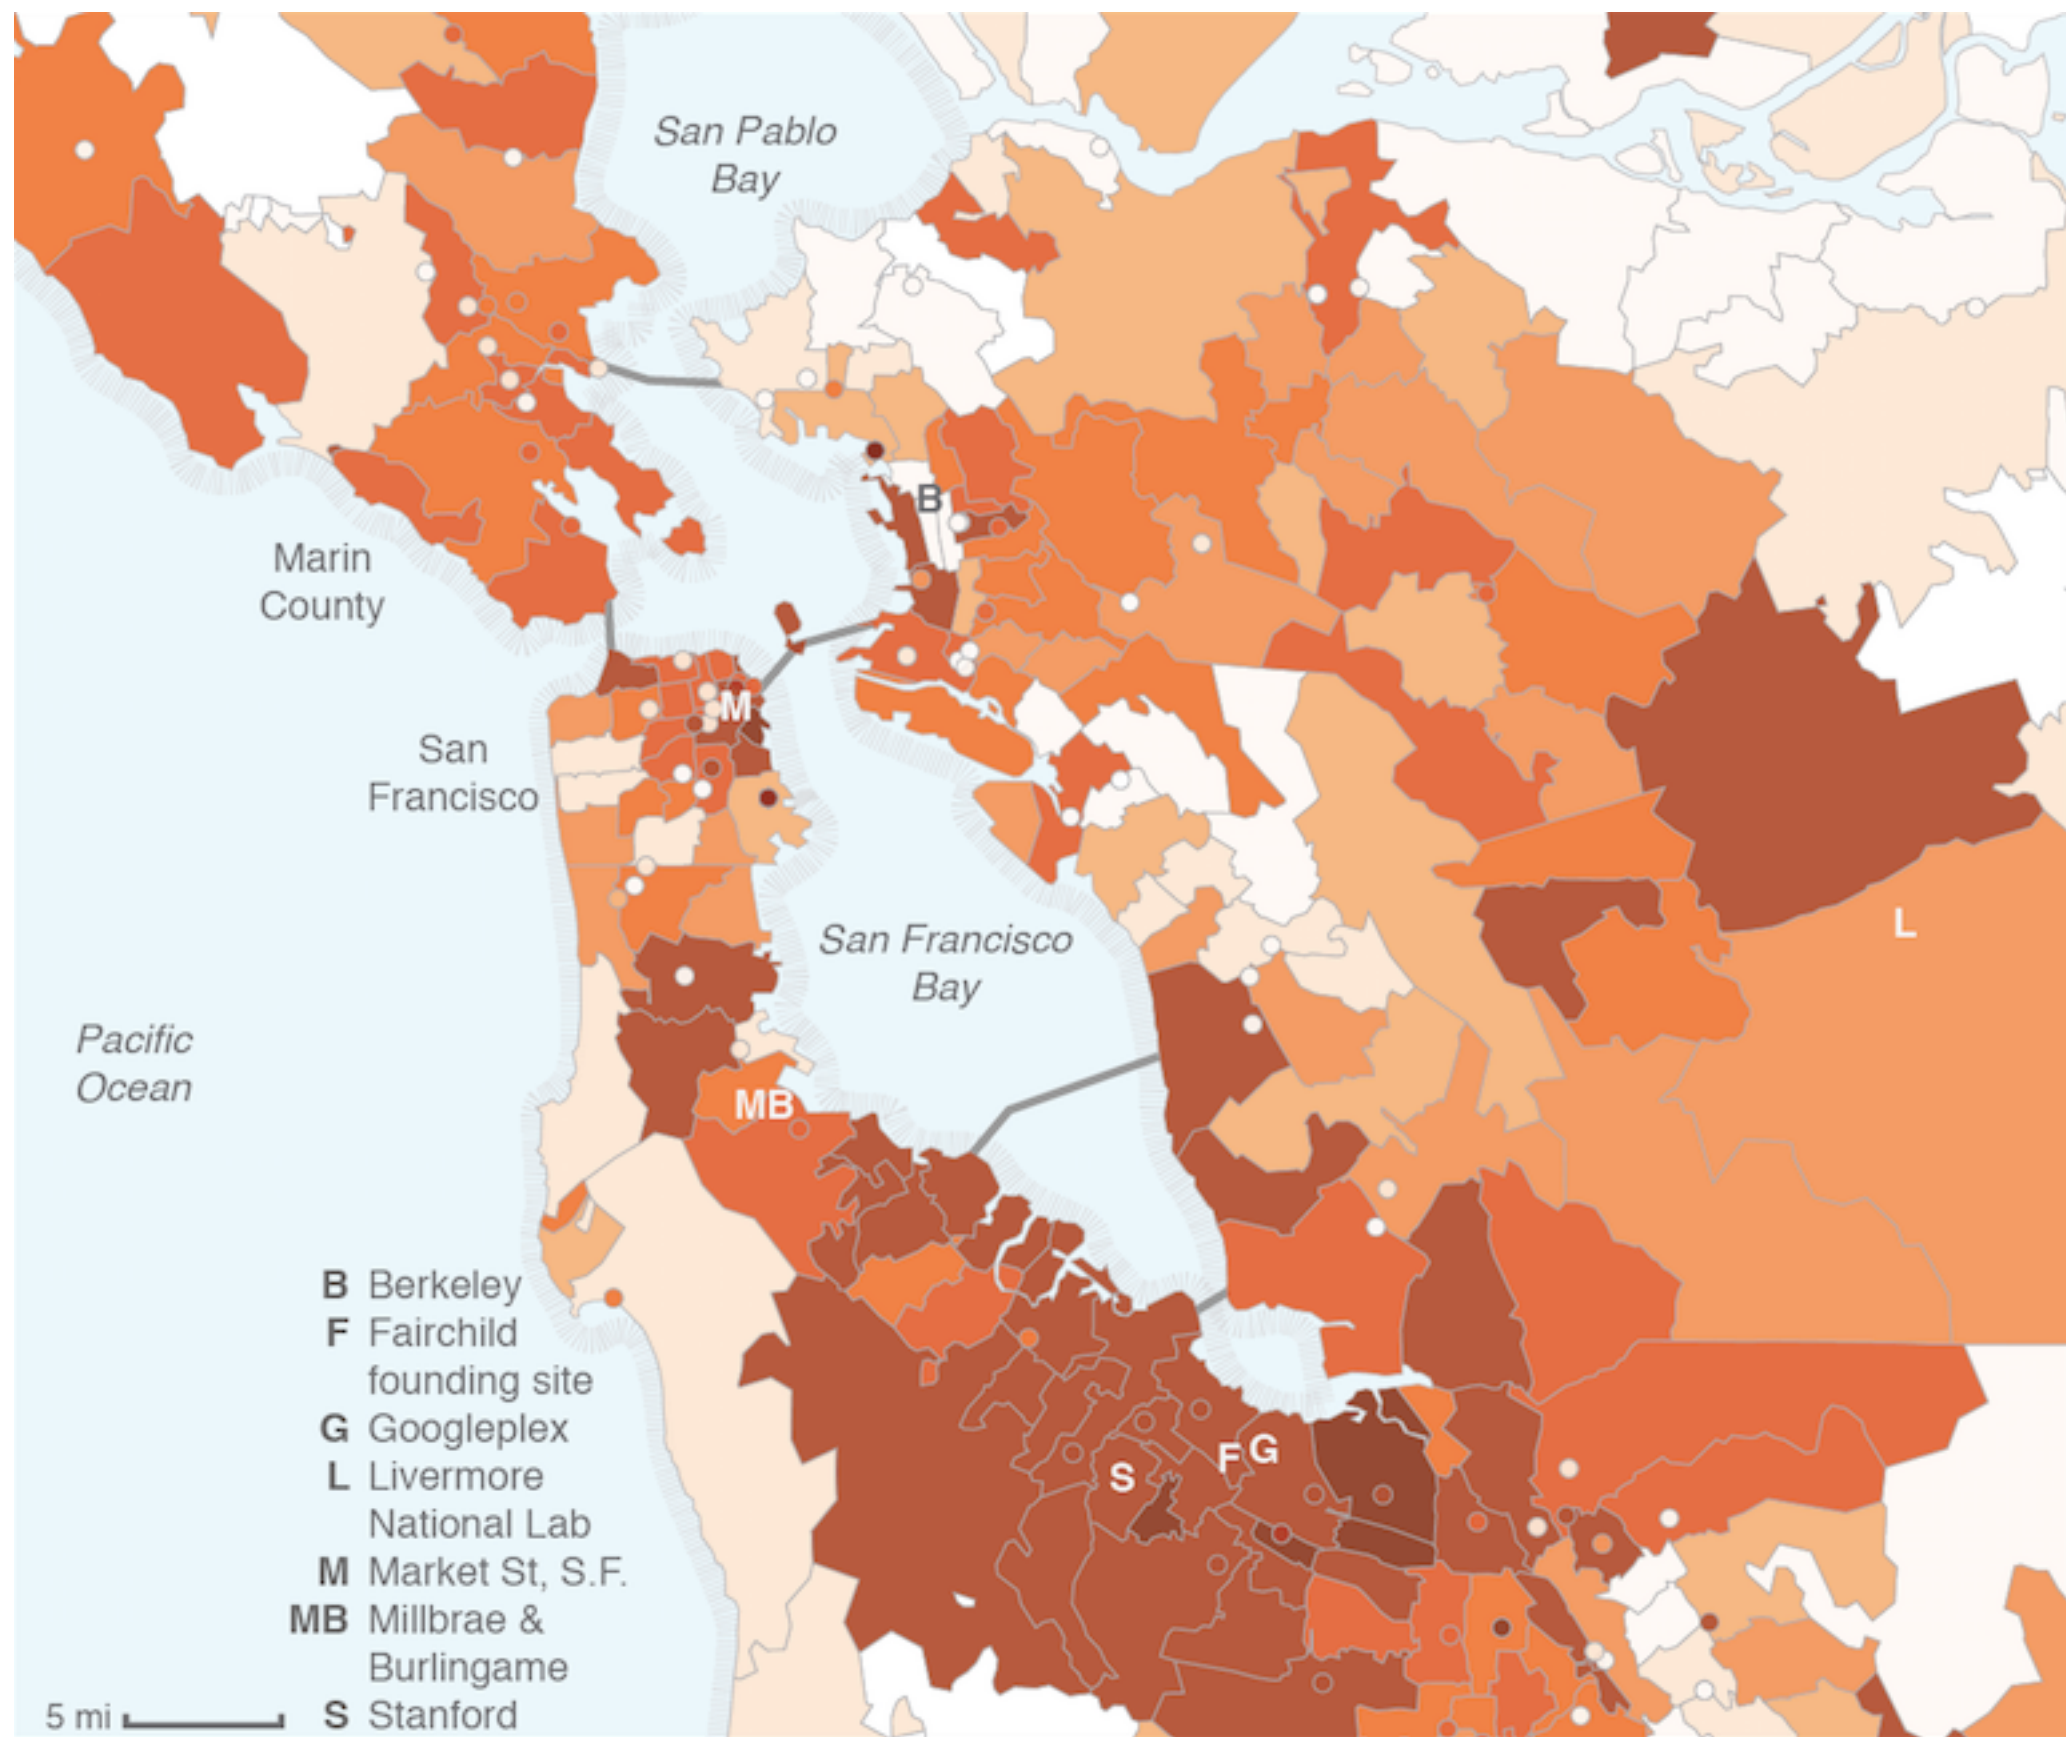 San Pablo
Bay
B
Marin
County
M
San
Francisco
L
San Francisco
Bay
Pacific
Ocean
MB
F G
S
B Berkeley
F Fairchild
founding site
G Googleplex
L Livermore
National Lab
M Market St, S.F.
MB Millbrae &
Burlingame
S Stanford
5 mi